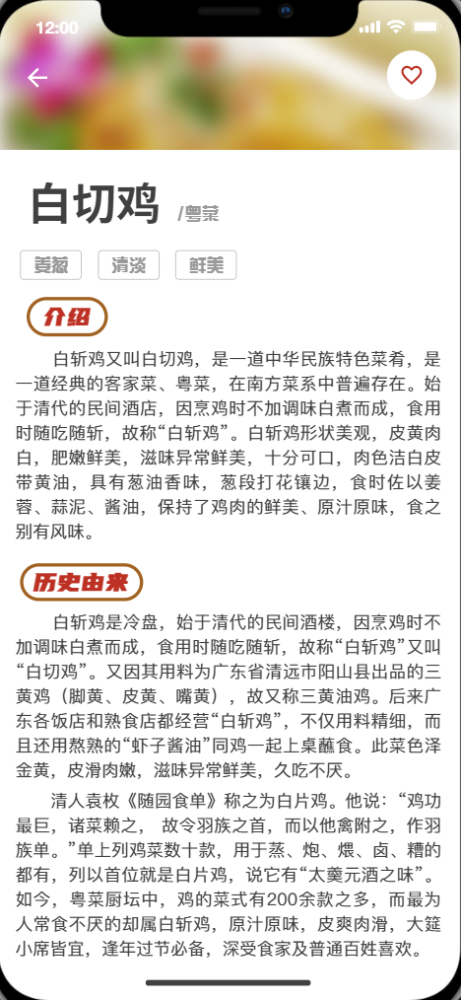 12:00
白切鸡 /粤菜
姜葱 清淡 鲜美
介绍
白斩鸡又叫白切鸡，是一道中华民族特色菜肴，是
一道经典的客家菜、粤菜，在南方菜系中普遍存在。始
于清代的民间酒店，因烹鸡时不加调味白煮而成，食用
时随吃随斩，故称“白斩鸡”。白斩鸡形状美观，皮黄肉
白，肥嫩鲜美，滋味异常鲜美，十分可口，肉色洁白皮
带黄油，具有葱油香味，葱段打花镶边，食时佐以姜
蓉、蒜泥、酱油，保持了鸡肉的鲜美、原汁原味，食之
别有风味。
历史由来
白斩鸡是冷盘，始于清代的民间酒楼，因烹鸡时不
加调味白煮而成，食用时随吃随斩，故称“白斩鸡”又叫
“白切鸡”。又因其用料为广东省清远市阳山县出品的三
黄鸡（脚黄、皮黄、嘴黄），故又称三黄油鸡。后来广
东各饭店和熟食店都经营“白斩鸡”，不仅用料精细，而
且还用熬熟的“虾子酱油”同鸡一起上桌蘸食。此菜色泽
金黄，皮滑肉嫩，滋味异常鲜美，久吃不厌。
清人袁枚《随园食单》称之为白片鸡。他说：“鸡功
最巨，诸菜赖之， 故令羽族之首，而以他禽附之，作羽
族单。”单上列鸡菜数十款，用于蒸、炮、煨、卤、糟的
都有，列以首位就是白片鸡，说它有“太羹元酒之味”。
如今，粤菜厨坛中，鸡的菜式有200余款之多，而最为
人常食不厌的却属白斩鸡，原汁原味，皮爽肉滑，大筵
小席皆宜，逢年过节必备，深受食家及普通百姓喜欢。